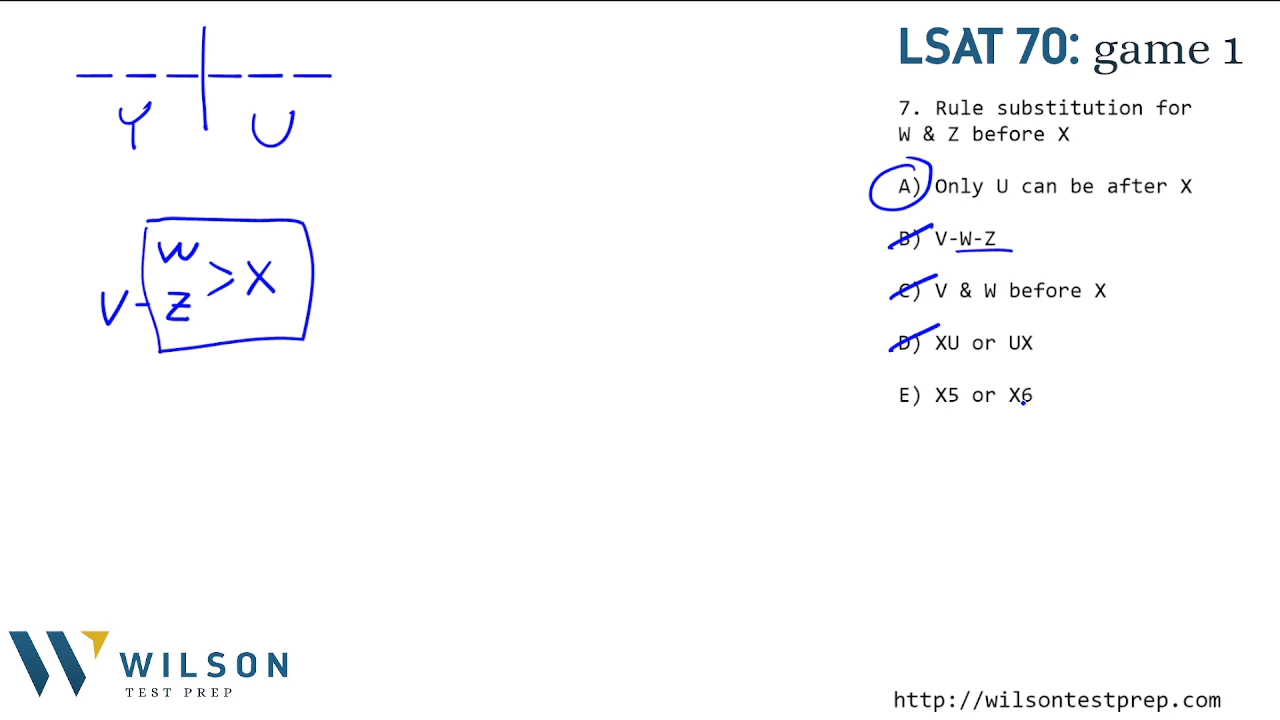 LSAT 70: game 1
Y U
7. Rule substitution for
W & Z before X
A) Only U can be after X
B) V-W-Z
C) V & W before X
D) XU or UX
E) X5 or X6
W
V - Z > X
WILSON
TEST PREP
http://wilsontestprep.com